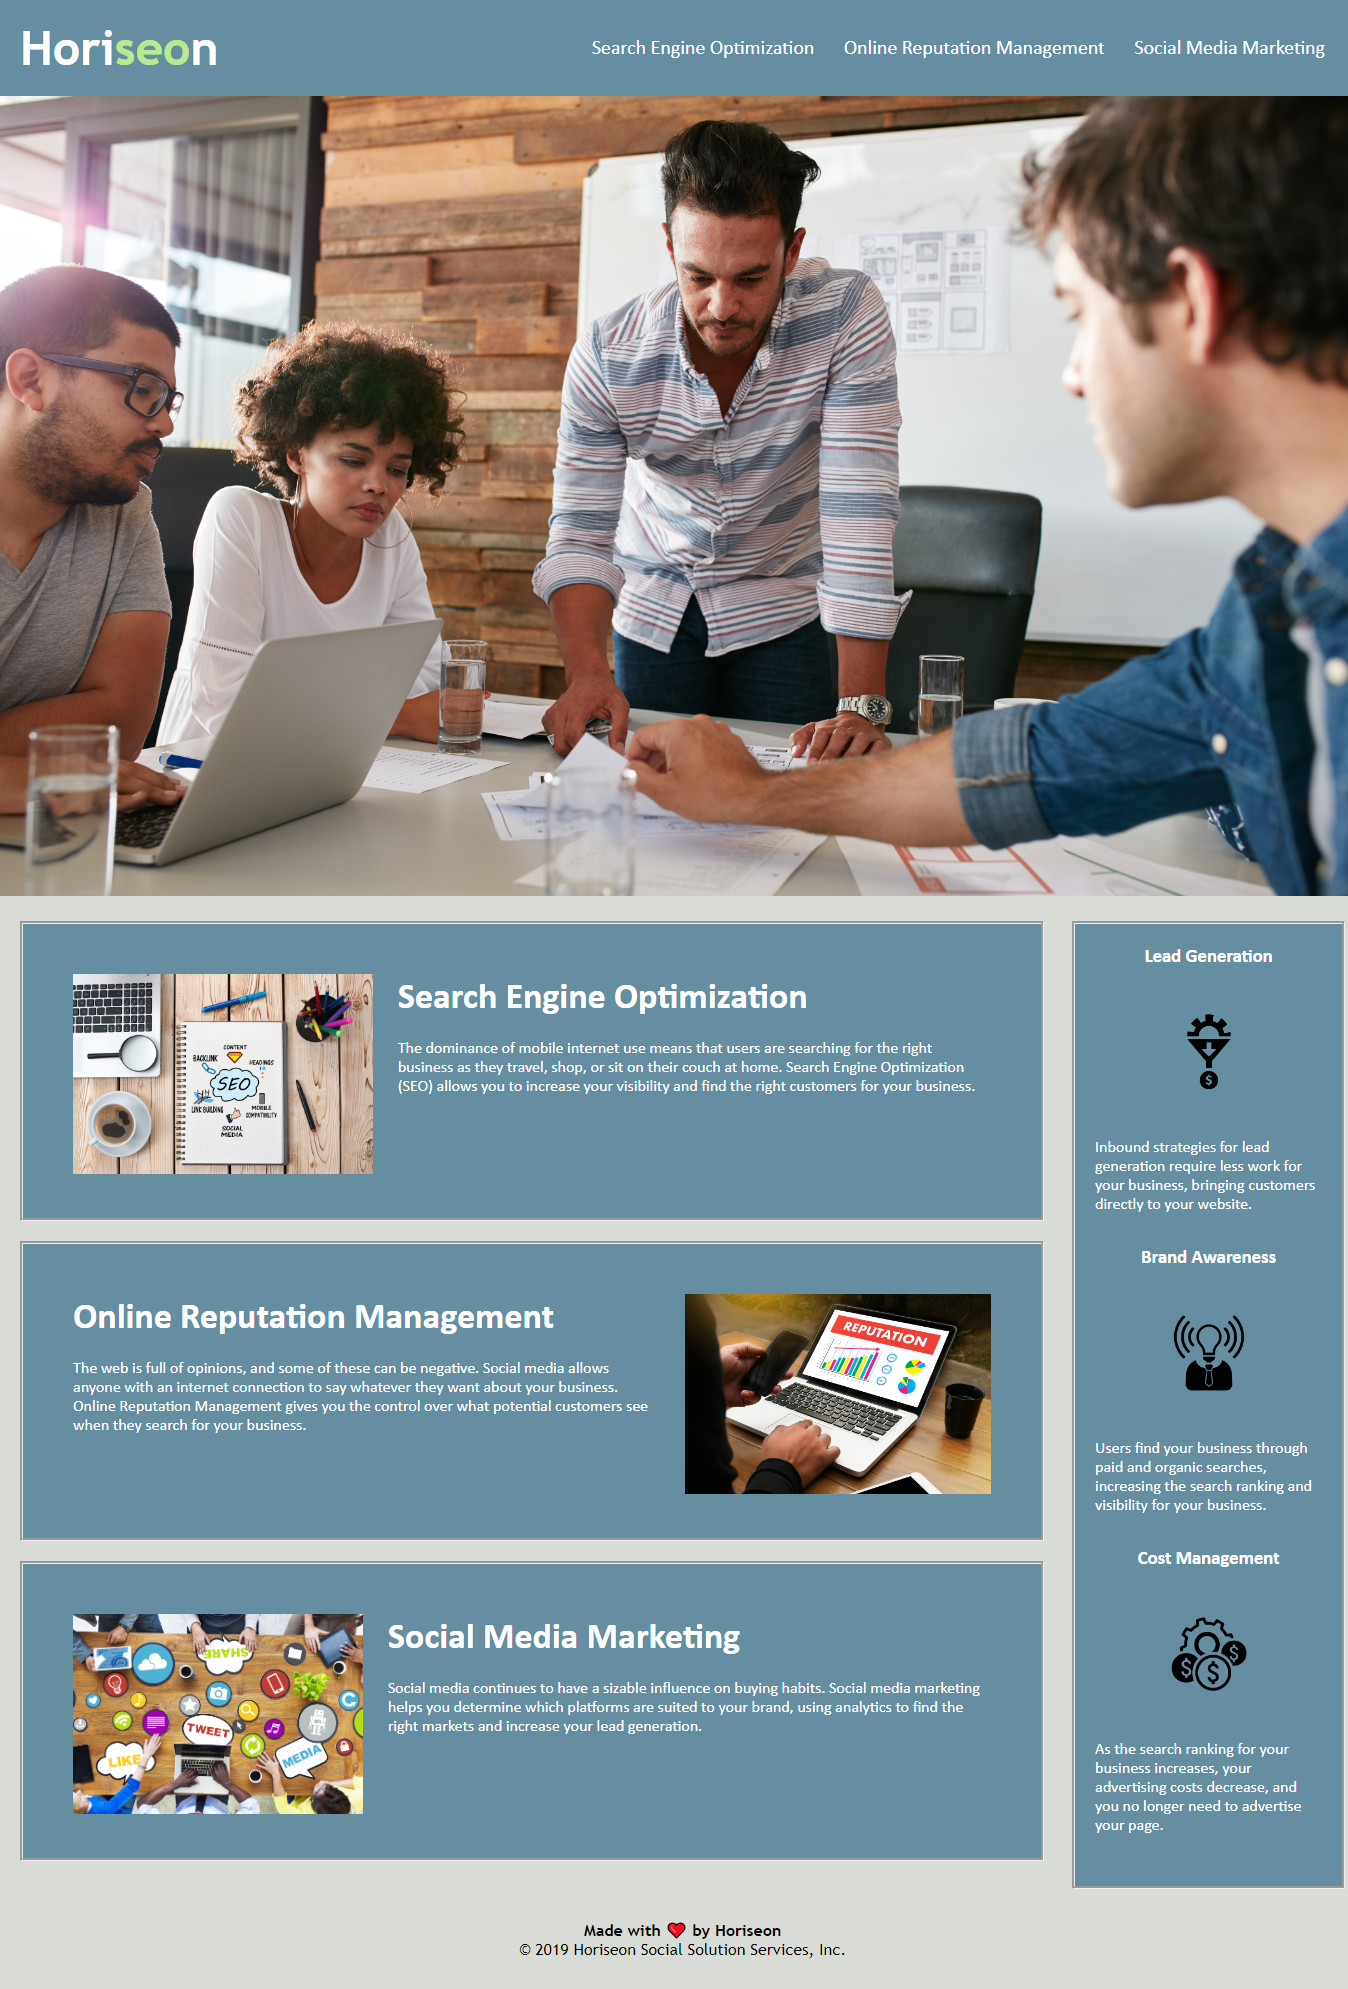 Horiseon
Search Engine Optimization
Online Reputation Management
Social Media Marketing
CONTENT
BACKLINK
HEADINGS
SEO
LINK BUILDING
MOBILE
COMPATIBILITY
SOCIAL
MEDIA
Search Engine Optimization
The dominance of mobile internet use means that users are searching for the right
business as they travel, shop, or sit on their couch at home. Search Engine Optimization
(SEO) allows you to increase your visibility and find the right customers for your business.
Online Reputation Management
The web is full of opinions, and some of these can be negative. Social media allows
anyone with an internet connection to say whatever they want about your business.
Online Reputation Management gives you the control over what potential customers see
when they search for your business.
REPUTATION
SHARE
TWEET
LIKE
MEDIA
Social Media Marketing
Social media continues to have a sizable influence on buying habits. Social media marketing
helps you determine which platforms are suited to your brand, using analytics to find the
right markets and increase your lead generation.
Lead Generation
$
Inbound strategies for lead
generation require less work for
your business, bringing customers
directly to your website.
Brand Awareness
Users find your business through
paid and organic searches,
increasing the search ranking and
visibility for your business.
Cost Management
$ $ $
As the search ranking for your
business increases, your
advertising costs decrease, and
you no longer need to advertise
your page.
Made with ❤️ by Horiseon
© 2019 Horiseon Social Solution Services, Inc.